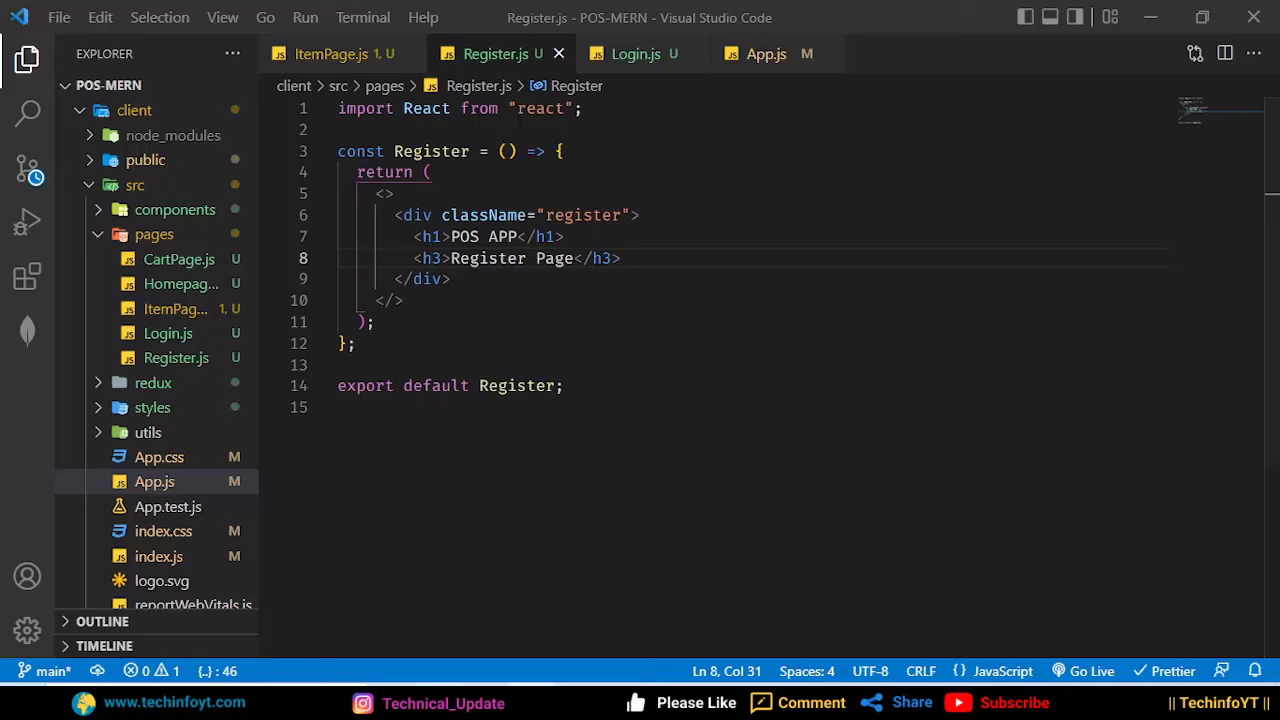 File Edit Selection View Go Run Terminal Help Register.js - POS-MERN - Visual Studio Code
EXPLORER
ItemPage.js 1, U
Register.js U
Login.js U
App.js M
client > src > pages > Register.js > Register
POS-MERN
client
node_modules
public
src
components
pages
CartPage.js U
Homepag... U
ItemPag... 1, U
Login.js U
Register.js U
redux
styles
utils
App.css M
App.js M
App.test.js
index.css M
index.js M
logo.svg
reportWebVitals.js
OUTLINE
TIMELINE
1 import React from "react";
2
3 const Register = () => {
4 return (
5 <>
6 <div className="register">
7 <h1>POS APP</h1>
8 <h3>Register Page</h3>
9 </div>
10 </>
11 );
12 };
13
14 export default Register;
15
main* 0 1 {..} : 46 Ln 8, Col 31 Spaces: 4 UTF-8 CRLF {} JavaScript Go Live Prettier
www.techinfoyt.com Technical_Update Please Like Comment Share Subscribe || TechinfoYT ||